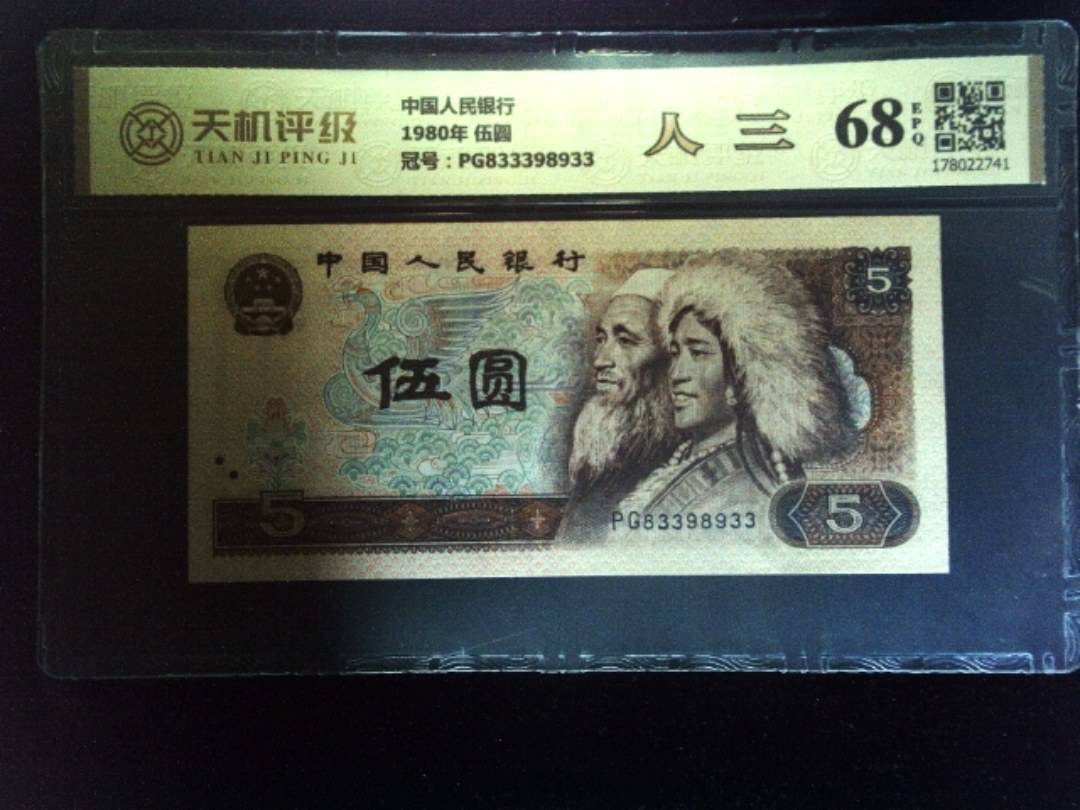 天机评级
TIAN JI PING JI
中国人民银行
1980年 伍圆
冠号：PG833398933
人 三
68
EPQ
178022741
中国人民银行
5
伍圆
5
PG83398933
5